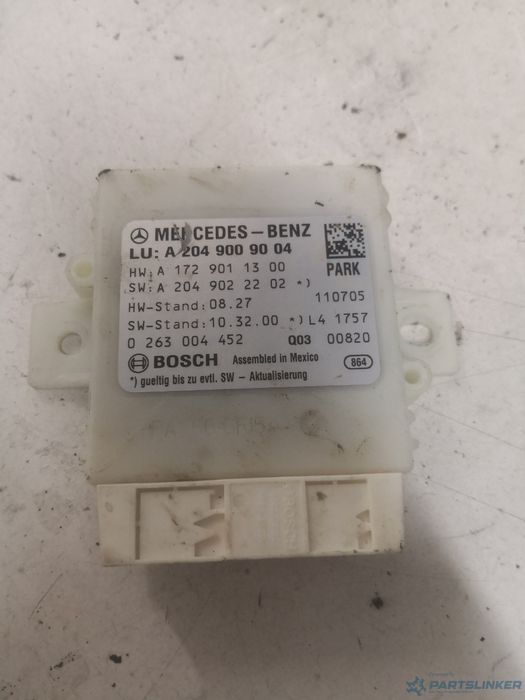 MERCEDES-BENZ
LU: A 204 900 90 04
HW: A 172 901 13 00
PARK
SW: A 204 902 22 02 *)
HW-Stand: 08.27
110705
SW-Stand: 10.32.00 *) L4 1757
0 263 004 452 Q03 00820
BOSCH Assembled in Mexico 864
*) gueltig bis zu evtl. SW - Aktualisierung
PARTSLINKER